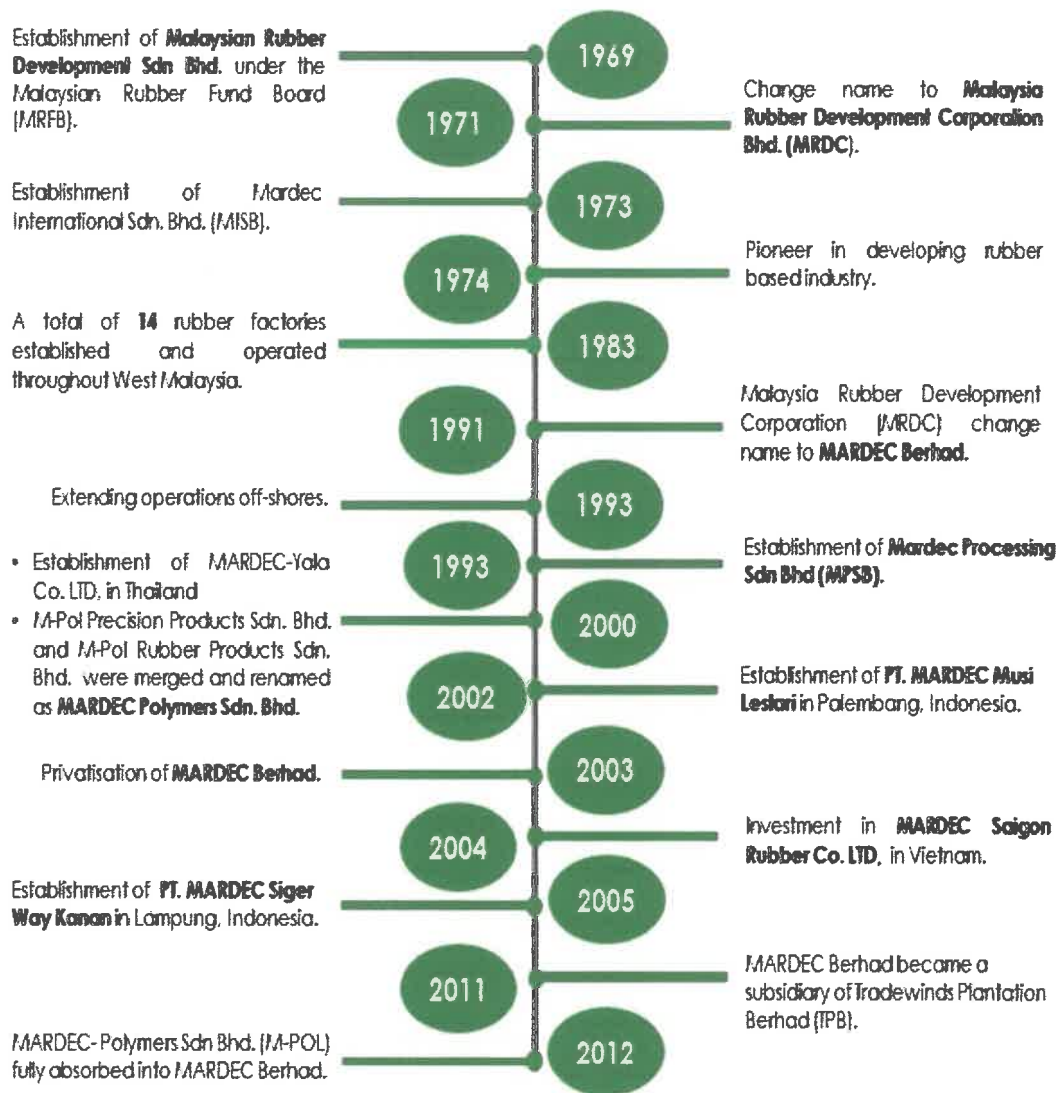 1969
Establishment of Malaysian Rubber
Development Sdn Bhd. under the
Malaysian Rubber Fund Board
(MRFB).
1971
Change name to Malaysia
Rubber Development Corporation
Bhd. (MRDC).
1973
Establishment of Mardec
International Sdn. Bhd. (MISB).
1974
Pioneer in developing rubber
based industry.
1983
A total of 14 rubber factories
established and operated
throughout West Malaysia.
1991
Malaysia Rubber Development
Corporation (MRDC) change
name to MARDEC Berhad.
1993
Extending operations off-shores.
1993
Establishment of Mardec Processing
Sdn Bhd (MPSB).
2000
• Establishment of MARDEC-Yala
Co. LTD, in Thailand
• M-Pol Precision Products Sdn. Bhd.
and M-Pol Rubber Products Sdn.
Bhd. were merged and renamed
as MARDEC Polymers Sdn. Bhd.
2002
Establishment of PT. MARDEC Musi
Lestari in Palembang, Indonesia.
2003
Privatisation of MARDEC Berhad.
2004
Investment in MARDEC Saigon
Rubber Co. LTD, in Vietnam.
2005
Establishment of PT. MARDEC Siger
Way Kanan in Lampung, Indonesia.
2011
MARDEC Berhad became a
subsidiary of Tradewinds Plantation
Berhad (TPB).
2012
MARDEC- Polymers Sdn Bhd. (M-POL)
fully absorbed into MARDEC Berhad.